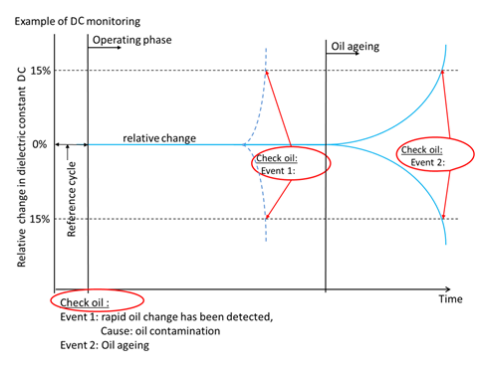 Example of DC monitoring
Operating phase
Oil ageing
15%
0%
15%
Relative change in dielectric constant DC
Reference cycle
relative change
Check oil:
Event 1:
Check oil:
Event 2:
Time
Check oil :
Event 1: rapid oil change has been detected,
Cause: oil contamination
Event 2: Oil ageing